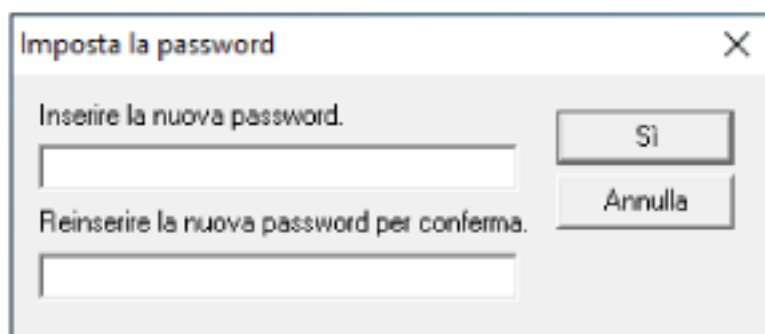 Imposta la password
Inserire la nuova password.
Sì
Annulla
Reinserire la nuova password per conferma.